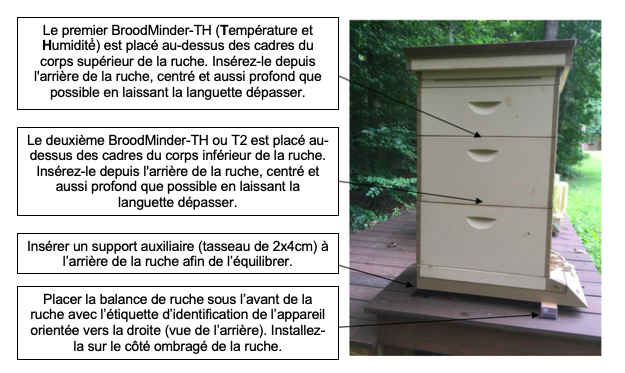 Le premier BroodMinder-TH (Température et
Humidité) est placé au-dessus des cadres du
corps supérieur de la ruche. Insérez-le depuis
l'arrière de la ruche, centré et aussi profond que
possible en laissant la languette dépasser.
Le deuxième BroodMinder-TH ou T2 est placé au-
dessus des cadres du corps inférieur de la ruche.
Insérez-le depuis l'arrière de la ruche, centré et
aussi profond que possible en laissant la
languette dépasser.
Insérer un support auxiliaire (tasseau de 2x4cm) à
l’arrière de la ruche afin de l’équilibrer.
Placer la balance de ruche sous l’avant de la
ruche avec l’étiquette d’identification de l’appareil
orientée vers la droite (vue de l’arrière). Installez-
la sur le côté ombragé de la ruche.